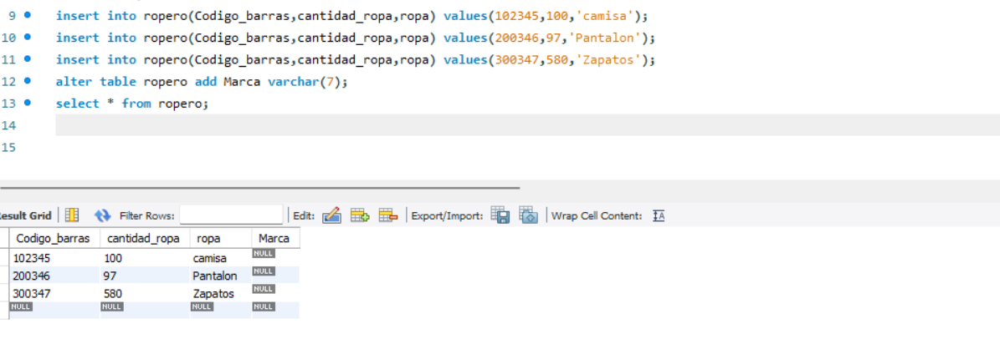 9 insert into ropero(Codigo_barras,cantidad_ropa,ropa) values(102345,100,'camisa');
10 insert into ropero(Codigo_barras,cantidad_ropa,ropa) values(200346,97,'Pantalon');
11 insert into ropero(Codigo_barras,cantidad_ropa,ropa) values(300347,580,'Zapatos');
12 alter table ropero add Marca varchar(7);
13 select * from ropero;
14
15
Result Grid Filter Rows: Edit: Export/Import: Wrap Cell Content: IA
Codigo_barras cantidad_ropa ropa Marca
102345 100 camisa NULL
200346 97 Pantalon NULL
300347 580 Zapatos NULL
NULL NULL NULL NULL